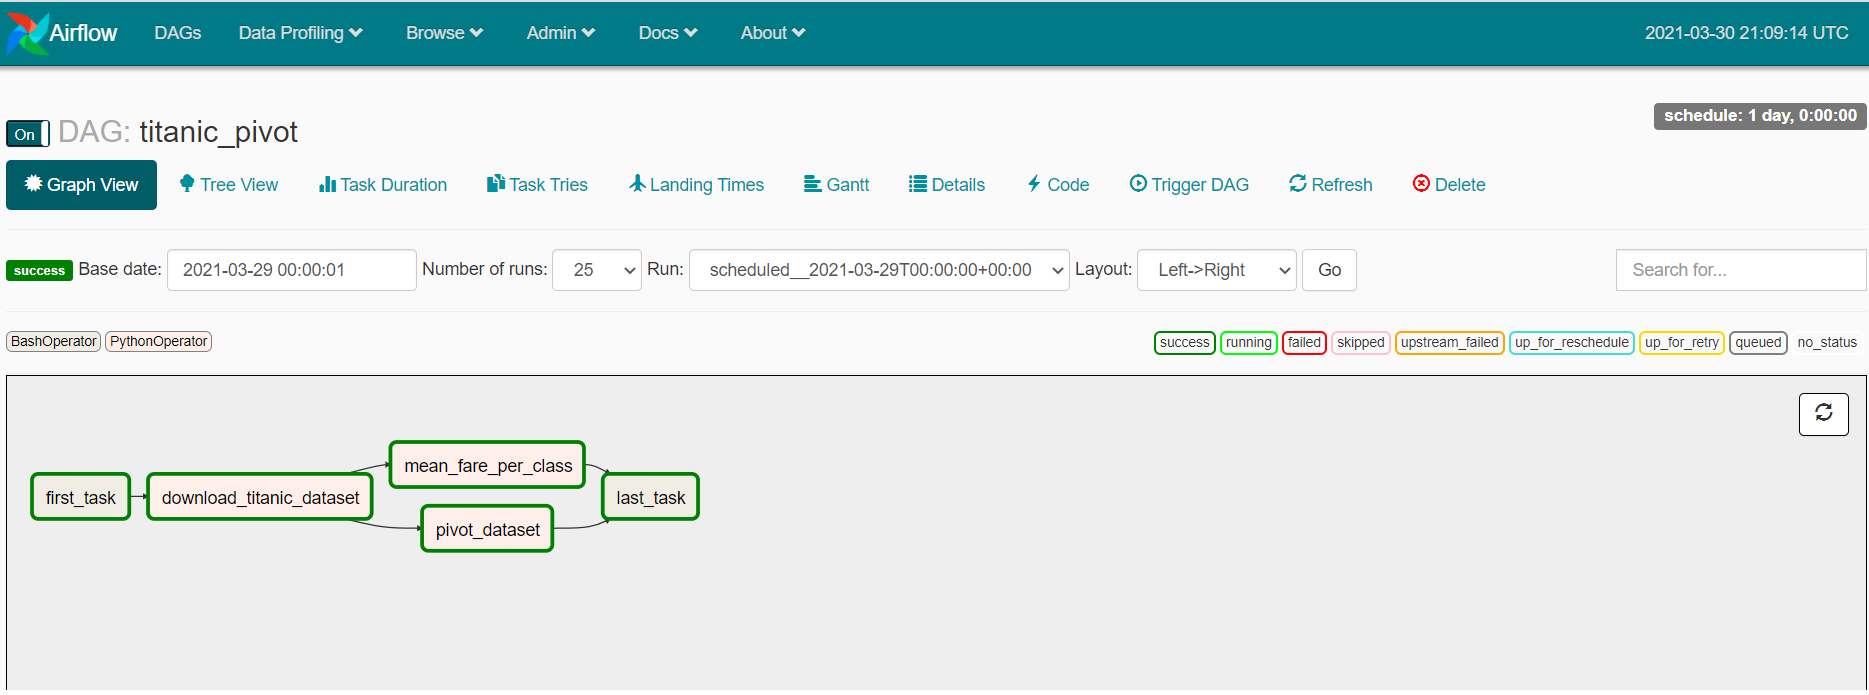 Airflow DAGs Data Profiling Browse Admin Docs About 2021-03-30 21:09:14 UTC
schedule: 1 day, 0:00:00
On DAG: titanic_pivot
Graph View Tree View Task Duration Task Tries Landing Times Gantt Details Code Trigger DAG Refresh Delete
success Base date: 2021-03-29 00:00:01 Number of runs: 25 Run: scheduled__2021-03-29T00:00:00+00:00 Layout: Left->Right Go Search for...
BashOperator PythonOperator success running failed skipped upstream_failed up_for_reschedule up_for_retry queued no_status
mean_fare_per_class
first_task download_titanic_dataset last_task
pivot_dataset